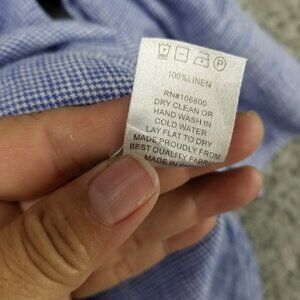 100%LINEN
RN#106800
DRY CLEAN OR
HAND WASH IN
COLD WATER
LAY FLAT TO DRY
MADE PROUDLY FROM
BEST QUALITY FABRIC
MADE IN